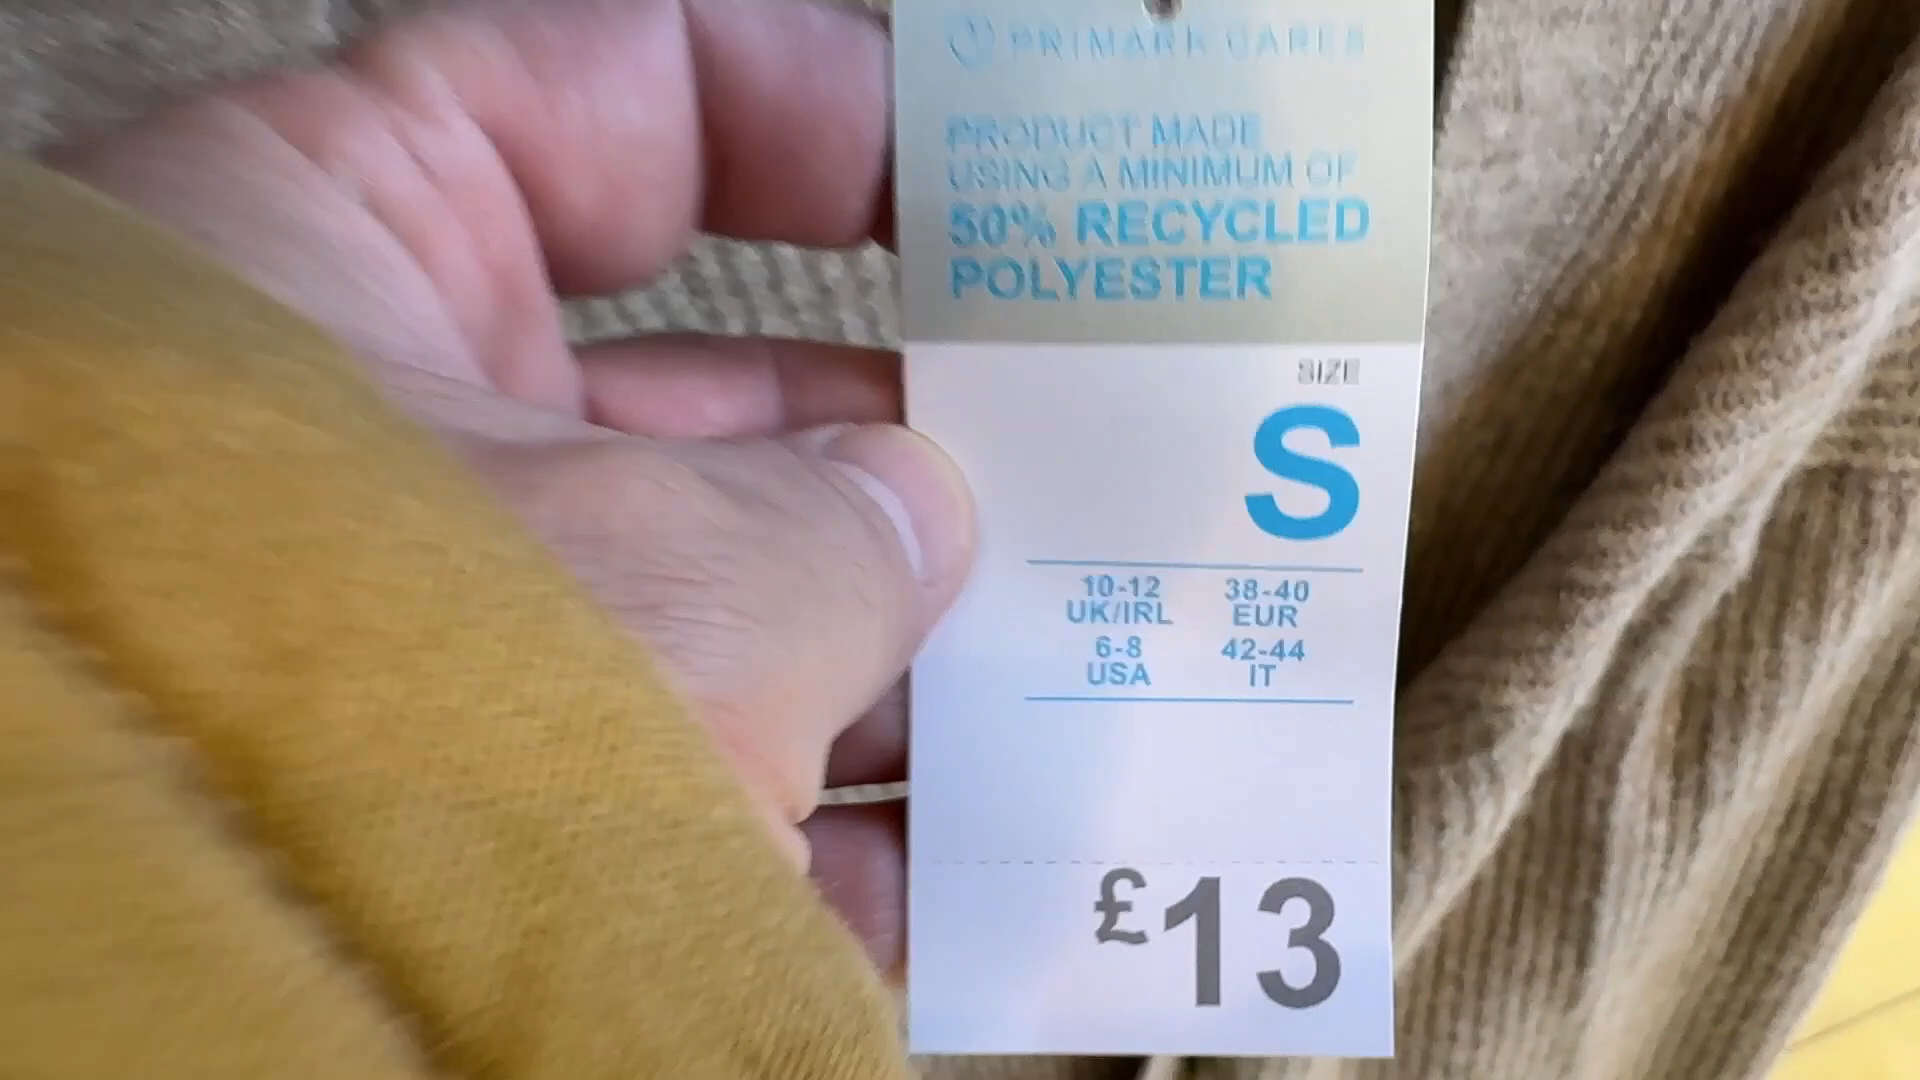 PRIMARK CARES
PRODUCT MADE
USING A MINIMUM OF
50% RECYCLED
POLYESTER
SIZE
S
10-12 38-40
UK/IRL EUR
6-8 42-44
USA IT
£13